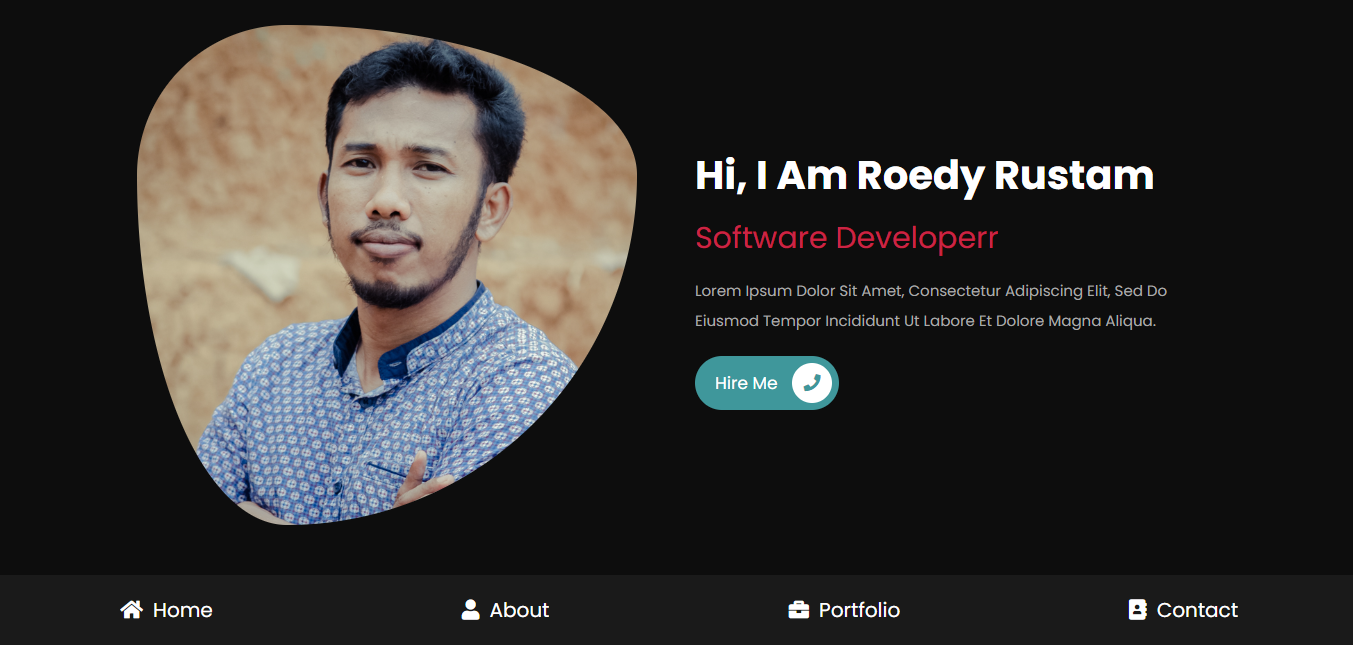 Hi, I Am Roedy Rustam
Software Developerr
Lorem Ipsum Dolor Sit Amet, Consectetur Adipiscing Elit, Sed Do
Eiusmod Tempor Incididunt Ut Labore Et Dolore Magna Aliqua.
Hire Me
Home
About
Portfolio
Contact